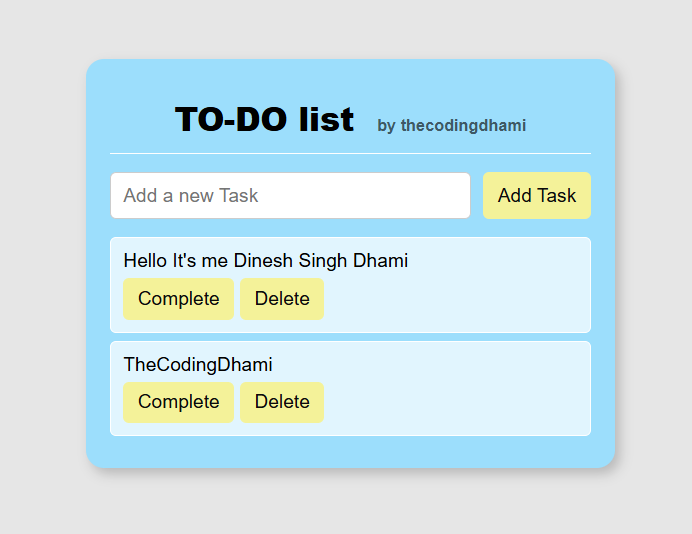 TO-DO list by thecodingdhami
Add a new Task Add Task
Hello It's me Dinesh Singh Dhami
Complete Delete
TheCodingDhami
Complete Delete